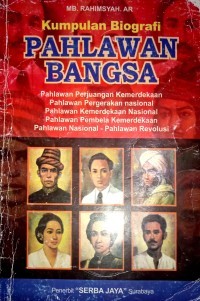 MB. RAHIMSYAH. AR
Kumpulan Biografi
PAHLAWAN
BANGSA
-Pahlawan Perjuangan Kemerdekaan
Pahlawan Pergerakan nasional
Pahlawan Kemerdekaan Nasional
-Pahlawan Pembela Kemerdekaan
Pahlawan Nasional - Pahlawan Revolusi
Penerbit "SERBA JAYA" Surabaya